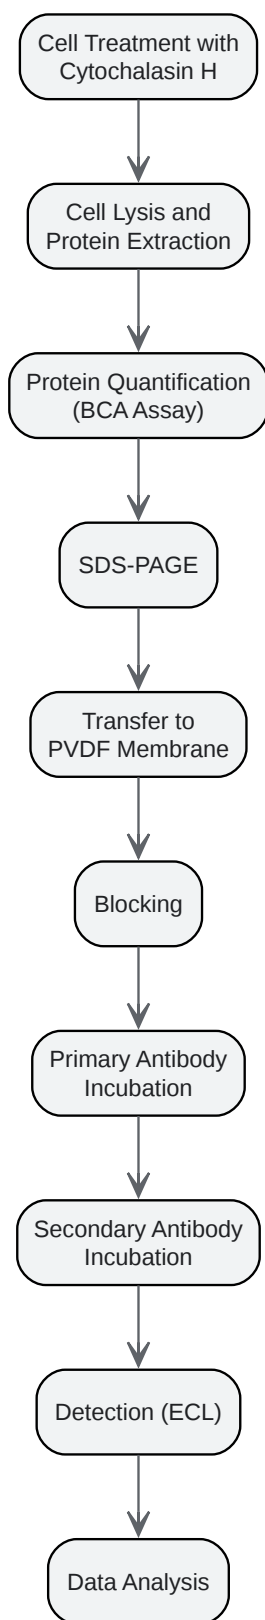 Cell Treatment with
Cytochalasin H
Cell Lysis and
Protein Extraction
Protein Quantification
(BCA Assay)
SDS-PAGE
Transfer to
PVDF Membrane
Blocking
Primary Antibody
Incubation
Secondary Antibody
Incubation
Detection (ECL)
Data Analysis